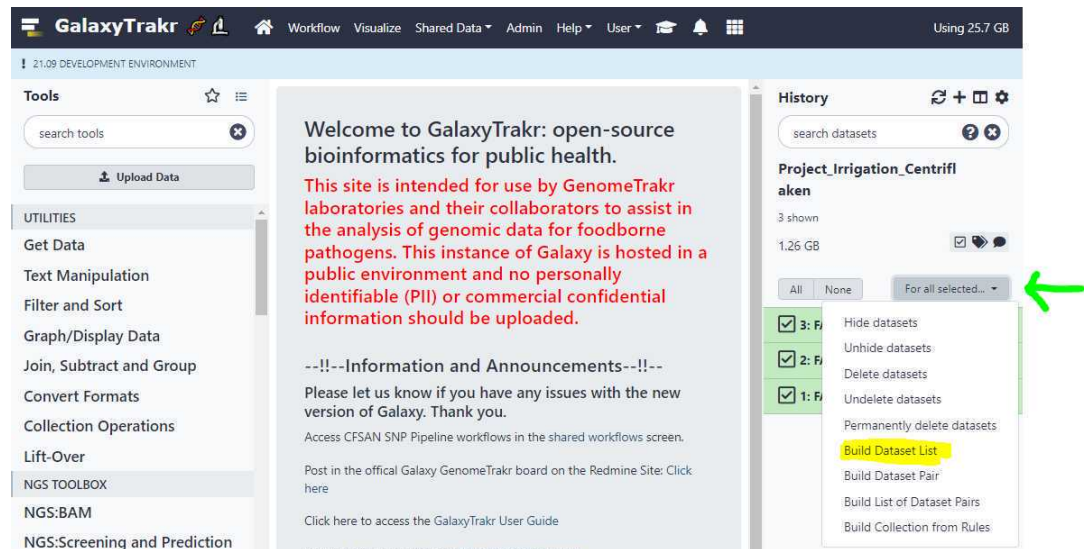 GalaxyTrakr
Workflow Visualize Shared Data Admin Help User
Using 25.7 GB
! 21.09 DEVELOPMENT ENVIRONMENT
Tools
search tools
Upload Data
UTILITIES
Get Data
Text Manipulation
Filter and Sort
Graph/Display Data
Join, Subtract and Group
Convert Formats
Collection Operations
Lift-Over
NGS TOOLBOX
NGS:BAM
NGS:Screening and Prediction
Welcome to GalaxyTrakr: open-source
bioinformatics for public health.
This site is intended for use by GenomeTrakr
laboratories and their collaborators to assist in
the analysis of genomic data for foodborne
pathogens. This instance of Galaxy is hosted in a
public environment and no personally
identifiable (PII) or commercial confidential
information should be uploaded.
--!!--Information and Announcements--!!--
Please let us know if you have any issues with the new
version of Galaxy. Thank you.
Access CFSAN SNP Pipeline workflows in the shared workflows screen.
Post in the offical Galaxy GenomeTrakr board on the Redmine Site: Click
here
Click here to access the GalaxyTrakr User Guide
History
search datasets
Project_Irrigation_Centrifl
aken
3 shown
1.26 GB
All None For all selected...
3: F
2: F
1: F
Hide datasets
Unhide datasets
Delete datasets
Undelete datasets
Permanently delete datasets
Build Dataset List
Build Dataset Pair
Build List of Dataset Pairs
Build Collection from Rules